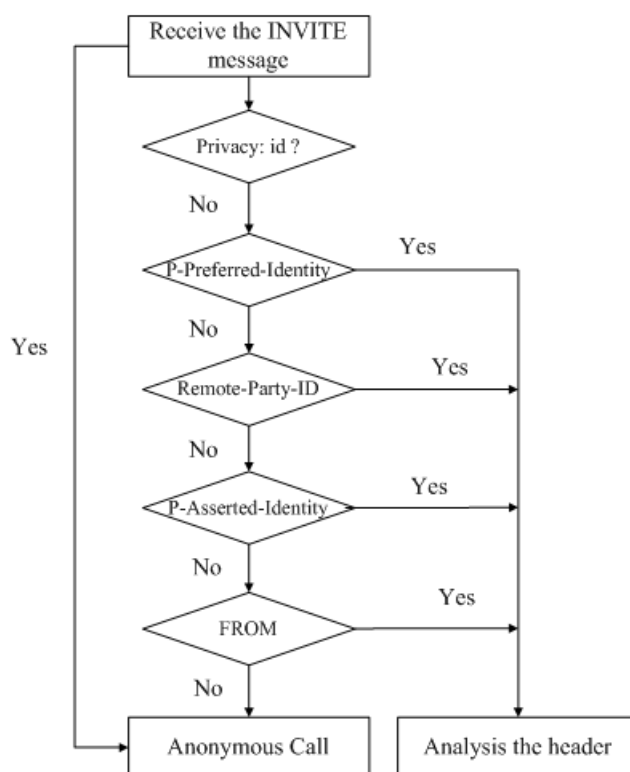 Receive the INVITE
message
Privacy: id ?
No
P-Preferred-Identity
Yes
No
Yes
Remote-Party-ID
Yes
No
P-Asserted-Identity
Yes
No
FROM
Yes
No
Anonymous Call
Analysis the header